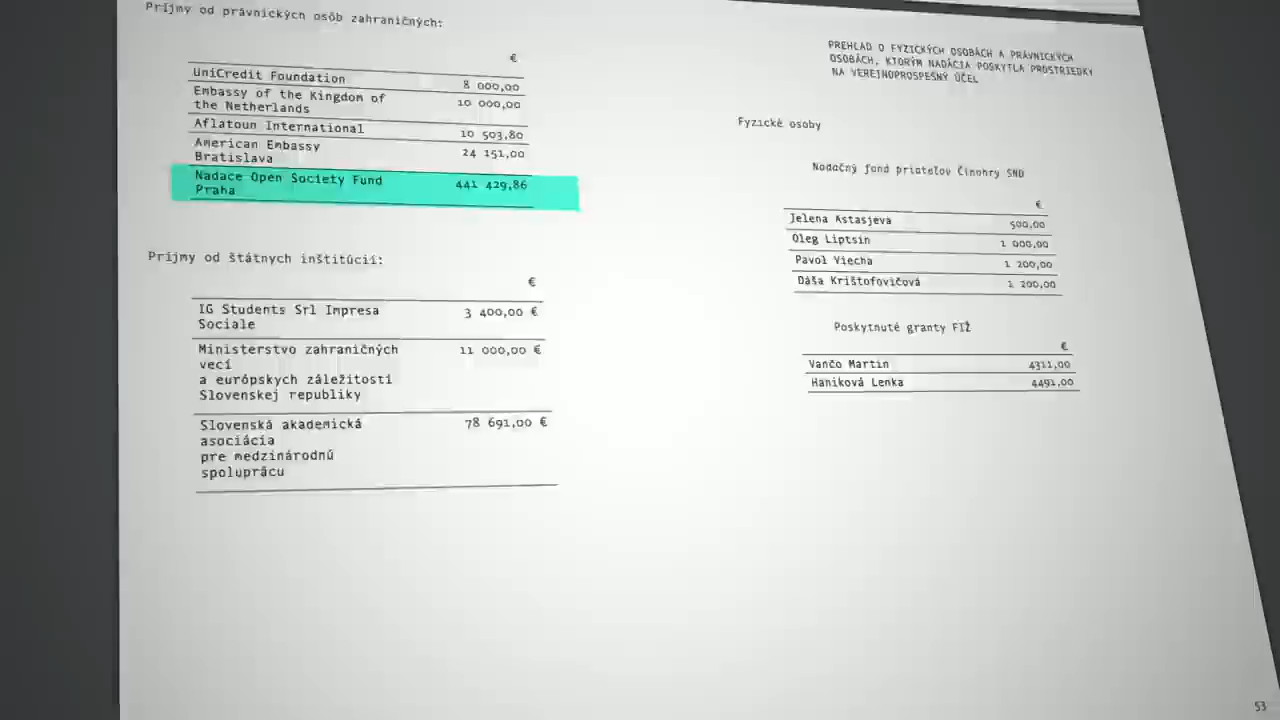 Príjmy od právnických osôb zahraničných:
€
UniCredit Foundation 8 000,00
Embassy of the Kingdom of
the Netherlands 10 000,00
Aflatoun International 10 503,80
American Embassy
Bratislava 24 151,00
Nadace Open Society Fund
Praha 441 429,86
Príjmy od štátnych inštitúcií:
€
IG Students Srl Impresa
Sociale 3 400,00 €
Ministerstvo zahraničných
vecí
a európskych záležitostí
Slovenskej republiky 11 000,00 €
Slovenská akademická
asociácia
pre medzinárodnú
spoluprácu 78 691,00 €
PREHĽAD O FYZICKÝCH OSOBÁCH A PRÁVNICKÝCH
OSOBÁCH, KTORÝM NADÁCIA POSKYTLA PROSTRIEDKY
NA VEREJNOPROSPEŠNÝ ÚČEL
Fyzické osoby
Nadačný fond priateľov Činohry SND
€
Jelena Astasjeva 500,00
Oleg Liptsin 1 000,00
Pavol Viecha 1 200,00
Dáša Krištofovičová 1 200,00
Poskytnuté granty FIŽ
€
Vančo Martin 4311,00
Haniková Lenka 4491,00
53